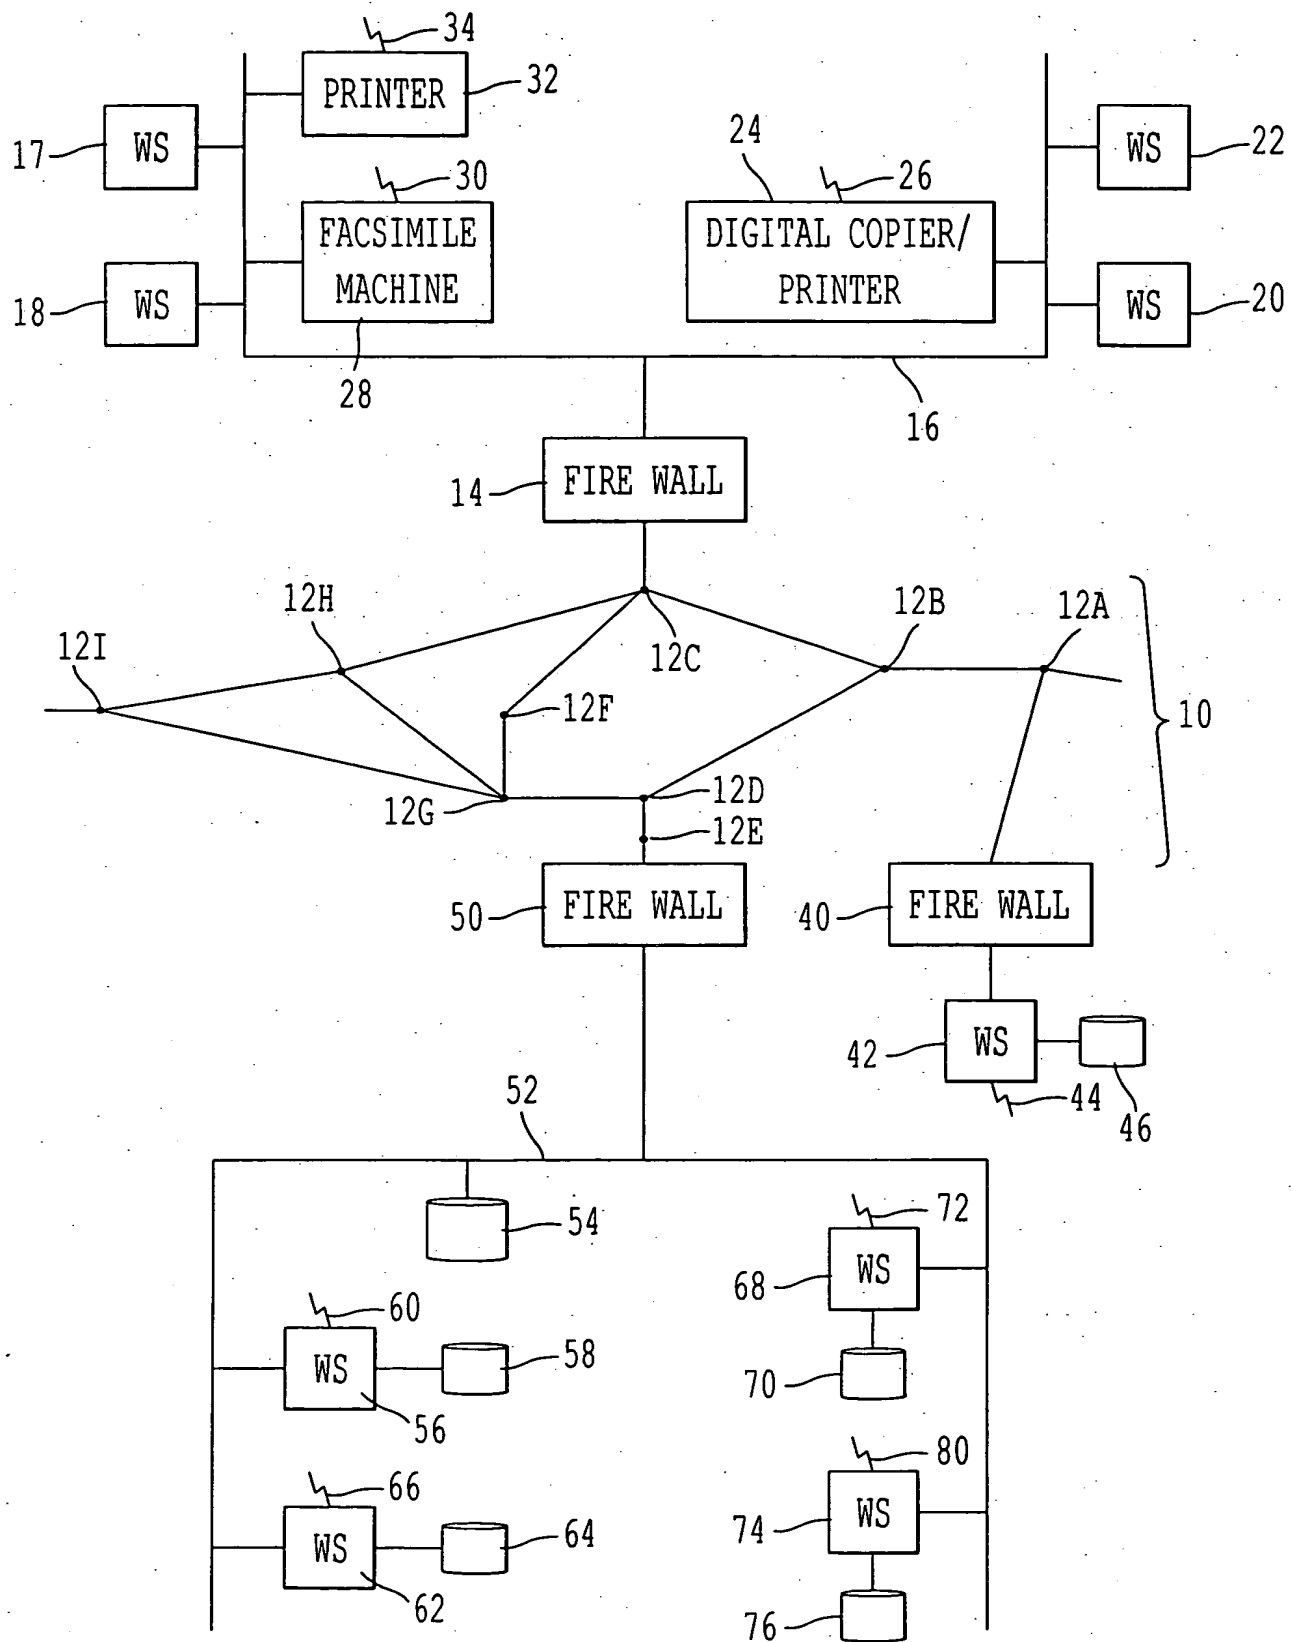 34
PRINTER
32
17
WS
24
26
WS
22
30
FACSIMILE
MACHINE
DIGITAL COPIER/
PRINTER
18
WS
WS
20
28
16
14
FIRE WALL
12H
12B
12A
12I
12C
12F
10
12G
12D
12E
50
FIRE WALL
40
FIRE WALL
42
WS
44
46
52
54
72
68
WS
60
58
WS
70
56
80
66
74
WS
64
WS
62
76